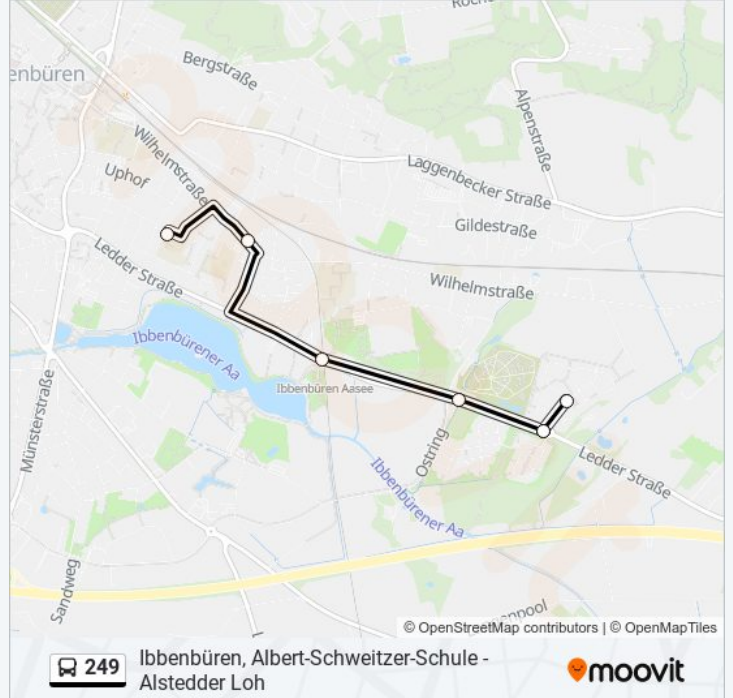 Bergstraße
enbüren
Alpenstraße
Wilhelmstraße
Laggenbecker Straße
Uphof
Gildestraße
Ledder Straße
Wilhelmstraße
Ibbenbürener Aa
Ibbenbüren Aasee
Münsterstraße
Ostring
Ledder Straße
Ibbenbürener Aa
Sandweg
© OpenStreetMap contributors | © OpenMapTiles
249
Ibbenbüren, Albert-Schweitzer-Schule -
Alstedder Loh
moovit